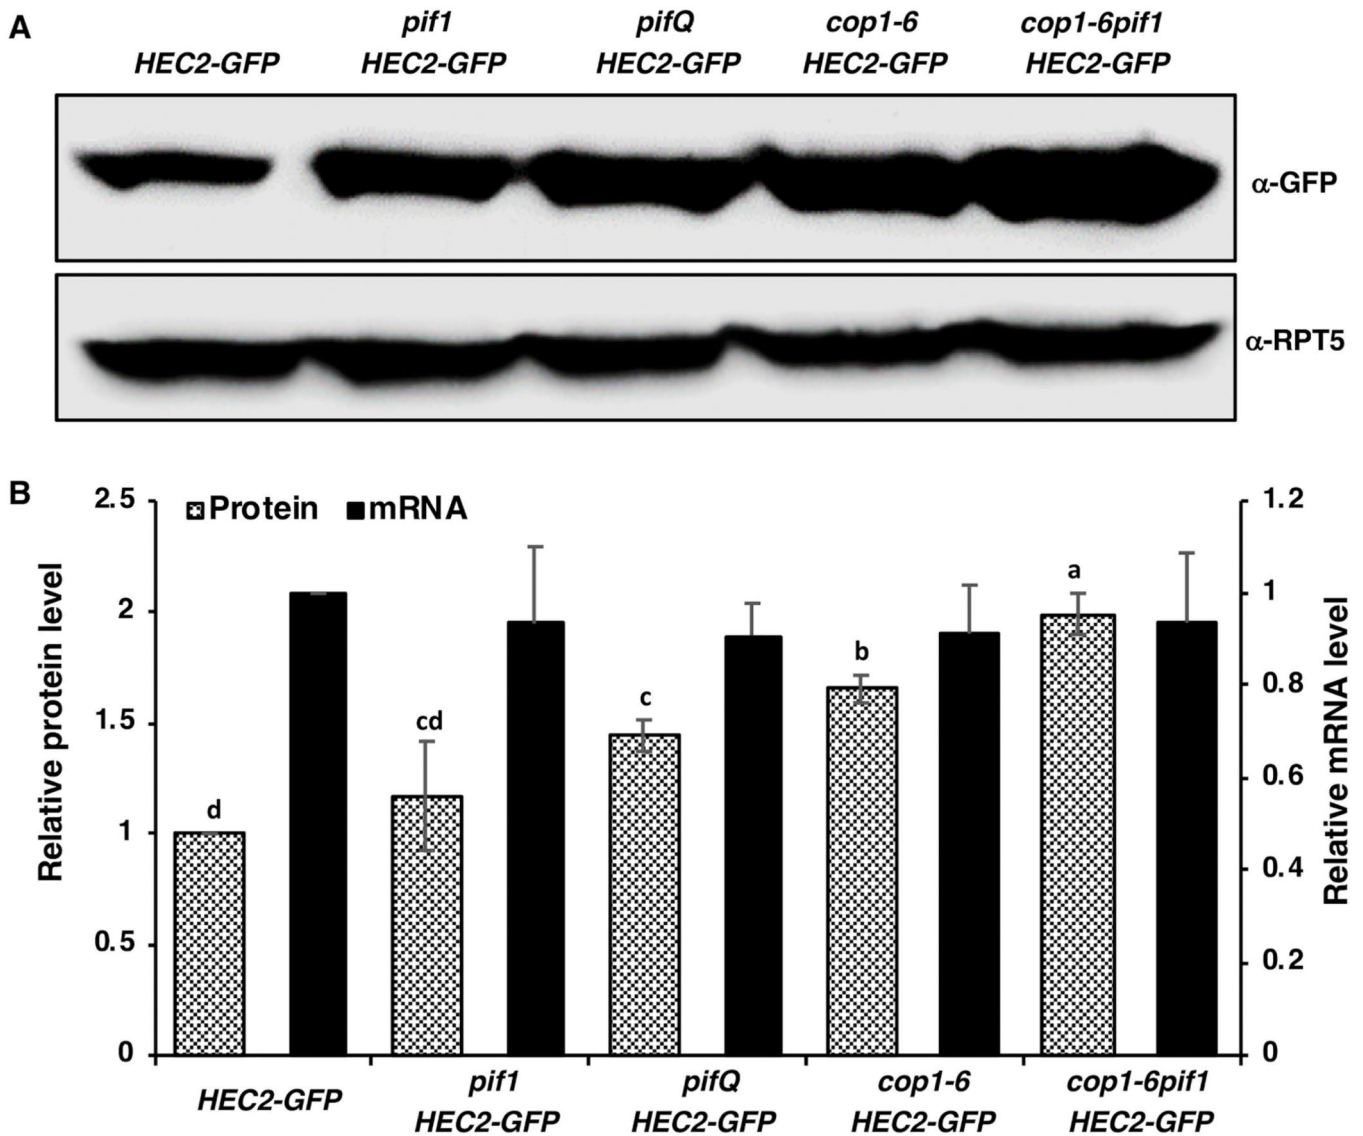 A
pif1 pifQ cop1-6 cop1-6pif1
HEC2-GFP HEC2-GFP HEC2-GFP HEC2-GFP HEC2-GFP
α-GFP
α-RPT5
B
Protein mRNA
Relative protein level
2.5
2
1.5
1
0.5
0
d
cd
c
b
a
1.2
1
0.8
0.6
0.4
0.2
0
Relative mRNA level
pif1 pifQ cop1-6 cop1-6pif1
HEC2-GFP HEC2-GFP HEC2-GFP HEC2-GFP HEC2-GFP